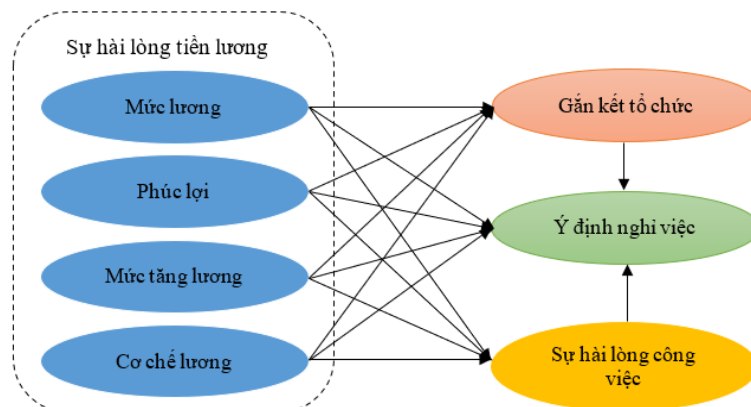 Sự hài lòng tiền lương
Mức lương
Phúc lợi
Mức tăng lương
Cơ chế lương
Gắn kết tổ chức
Ý định nghỉ việc
Sự hài lòng công
việc